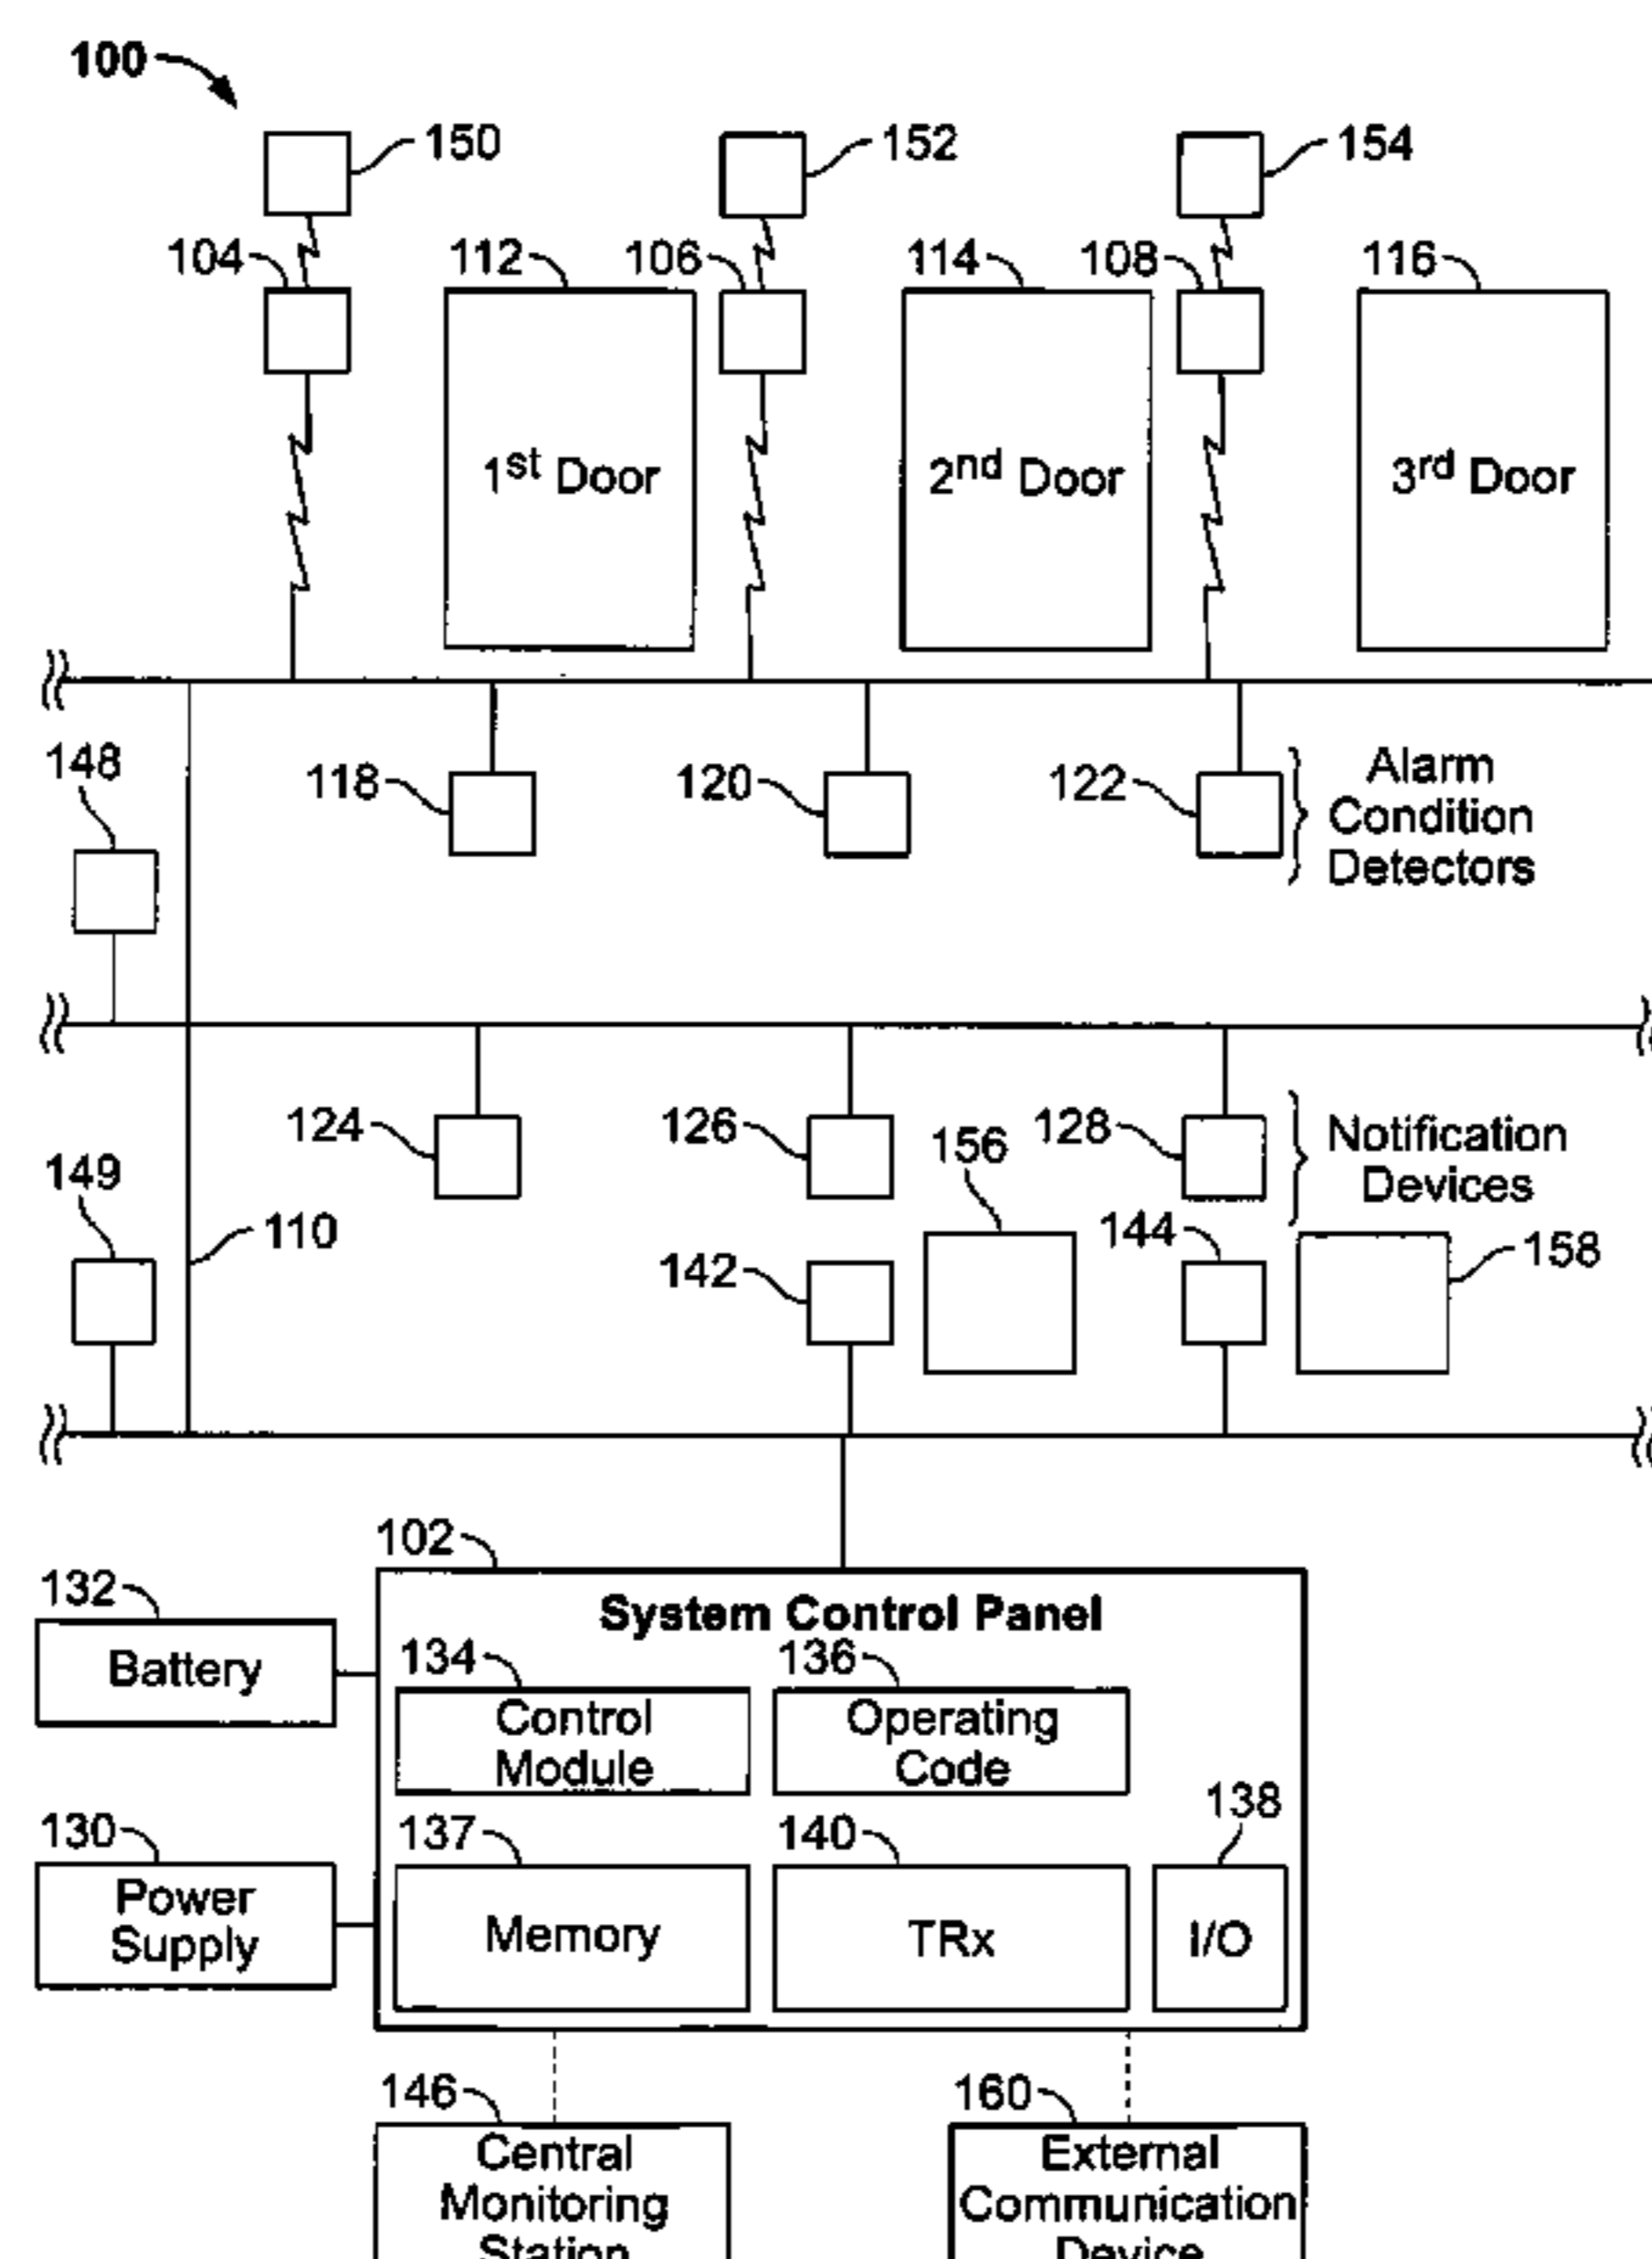 100
150 152 154
104 112 106 114 108 116
1st Door 2nd Door 3rd Door
148
118 120 122
Alarm
Condition
Detectors
124 126 156 128
Notification
Devices
149
110
142 144 158
102
132
Battery
System Control Panel
134 136
Control
Module
Operating
Code
138
130
Power
Supply
137 140
Memory TRx I/O
146 160
Central
Monitoring
Station
External
Communication
Device